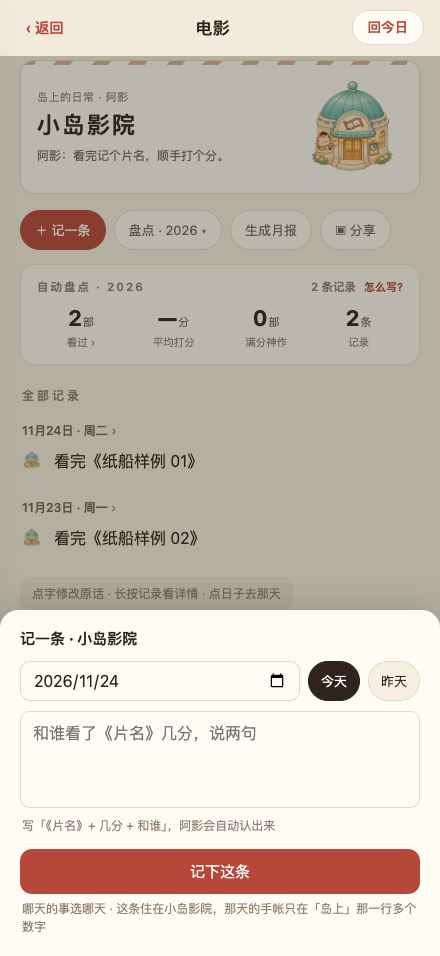 ‹ 返回
电影
回今日
岛上的日常 · 阿影
小岛影院
阿影：看完记个片名，顺手打个分。
＋ 记一条
盘点 · 2026 ▾
生成月报
▣ 分享
自动盘点 · 2026
2 条记录 怎么写?
2部
一分
0部
2条
看过 ›
平均打分
满分神作
记录
全部记录
11月24日 · 周二 ›
看完《纸船样例 01》
11月23日 · 周一 ›
看完《纸船样例 02》
点字修改原话 · 长按记录看详情 · 点日子去那天
记一条 · 小岛影院
2026/11/24
今天
昨天
和谁看了《片名》几分，说两句
写「《片名》+ 几分 + 和谁」，阿影会自动认出来
记下这条
哪天的事选哪天 · 这条住在小岛影院，那天的手帐只在「岛上」那一行多个
数字